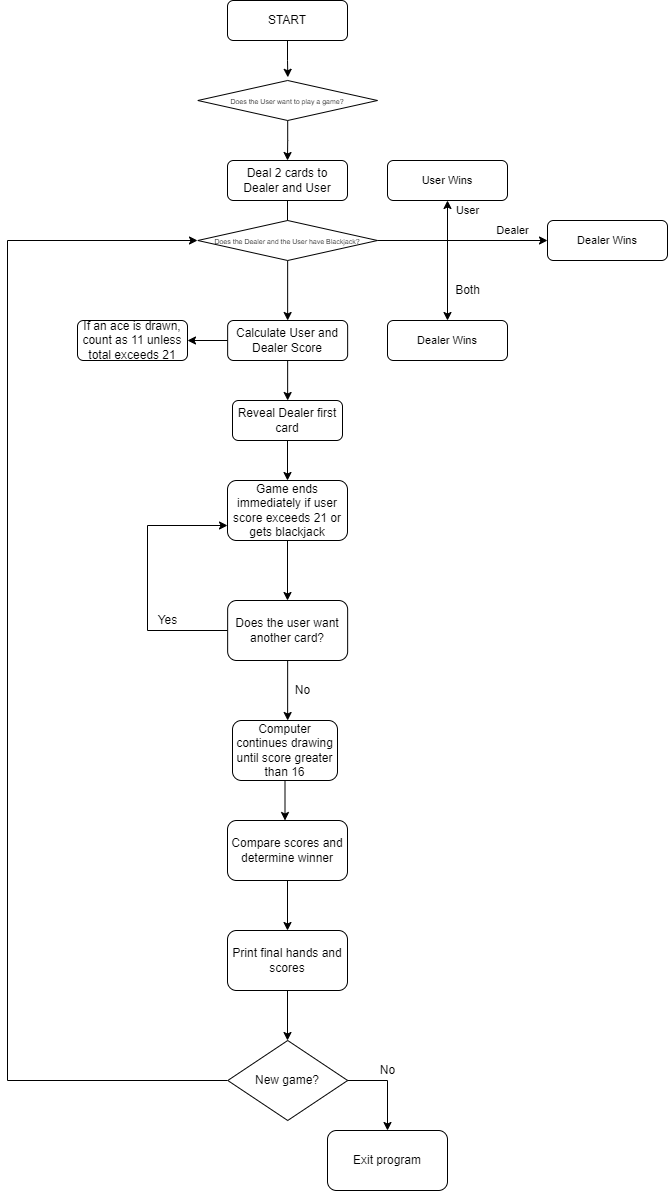 START
Does the User want to play a game?
Deal 2 cards to
Dealer and User
User Wins
User
Does the Dealer and the User have Blackjack?
Dealer
Dealer Wins
Both
If an ace is drawn,
count as 11 unless
total exceeds 21
Calculate User and
Dealer Score
Dealer Wins
Reveal Dealer first
card
Game ends
immediately if user
score exceeds 21 or
gets blackjack
Yes
Does the user want
another card?
No
Computer
continues drawing
until score greater
than 16
Compare scores and
determine winner
Print final hands and
scores
New game?
No
Exit program